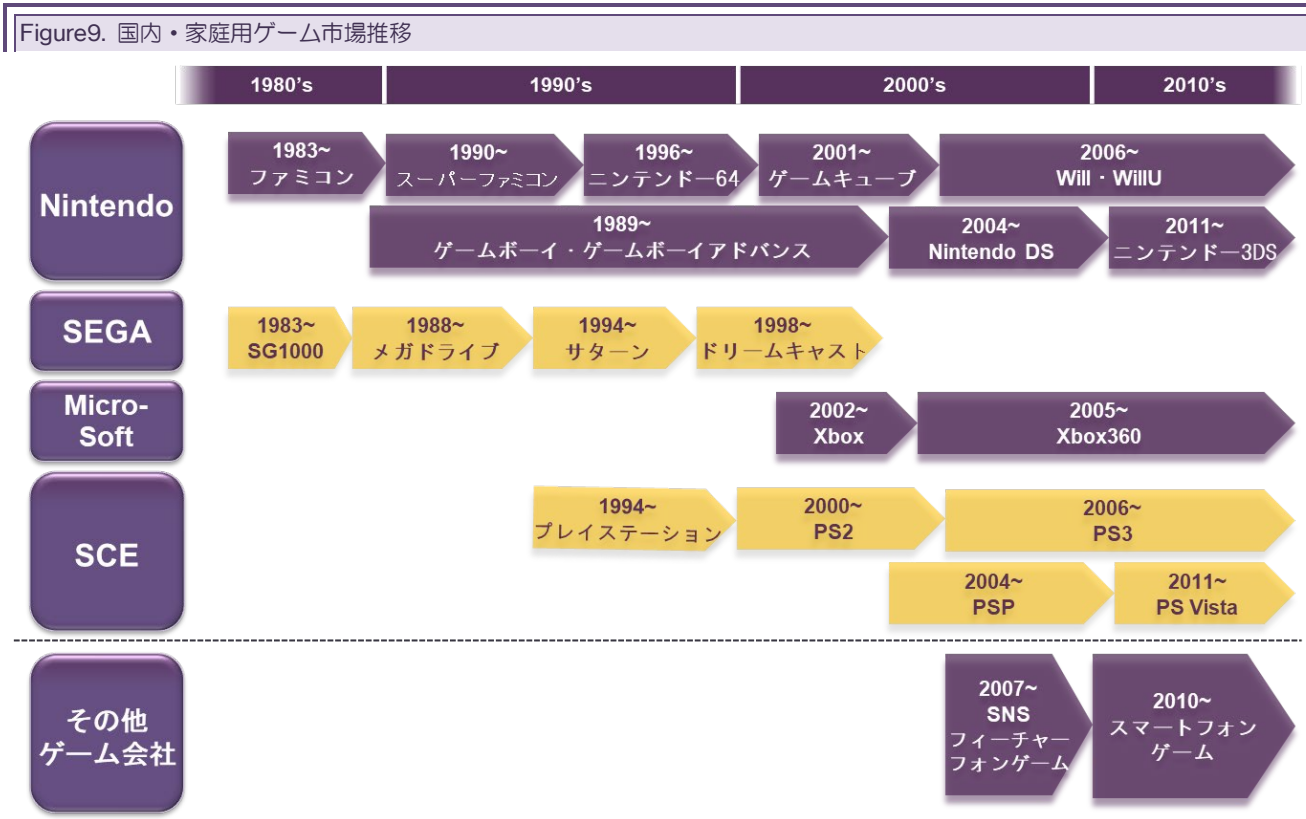 Figure9. 国内・家庭用ゲーム市場推移
1980's
1990's
2000's
2010's
Nintendo
1983~
ファミコン
1990~
スーパーファミコン
1996~
ニンテンドー64
2001~
ゲームキューブ
2006~
Will・WillU
1989~
ゲームボーイ・ゲームボーイアドバンス
2004~
Nintendo DS
2011~
ニンテンドー3DS
SEGA
1983~
SG1000
1988~
メガドライブ
1994~
サターン
1998~
ドリームキャスト
Micro-
Soft
2002~
Xbox
2005~
Xbox360
SCE
1994~
プレイステーション
2000~
PS2
2006~
PS3
2004~
PSP
2011~
PS Vista
その他
ゲーム会社
2007~
SNS
フィーチャー
フォンゲーム
2010~
スマートフォン
ゲーム